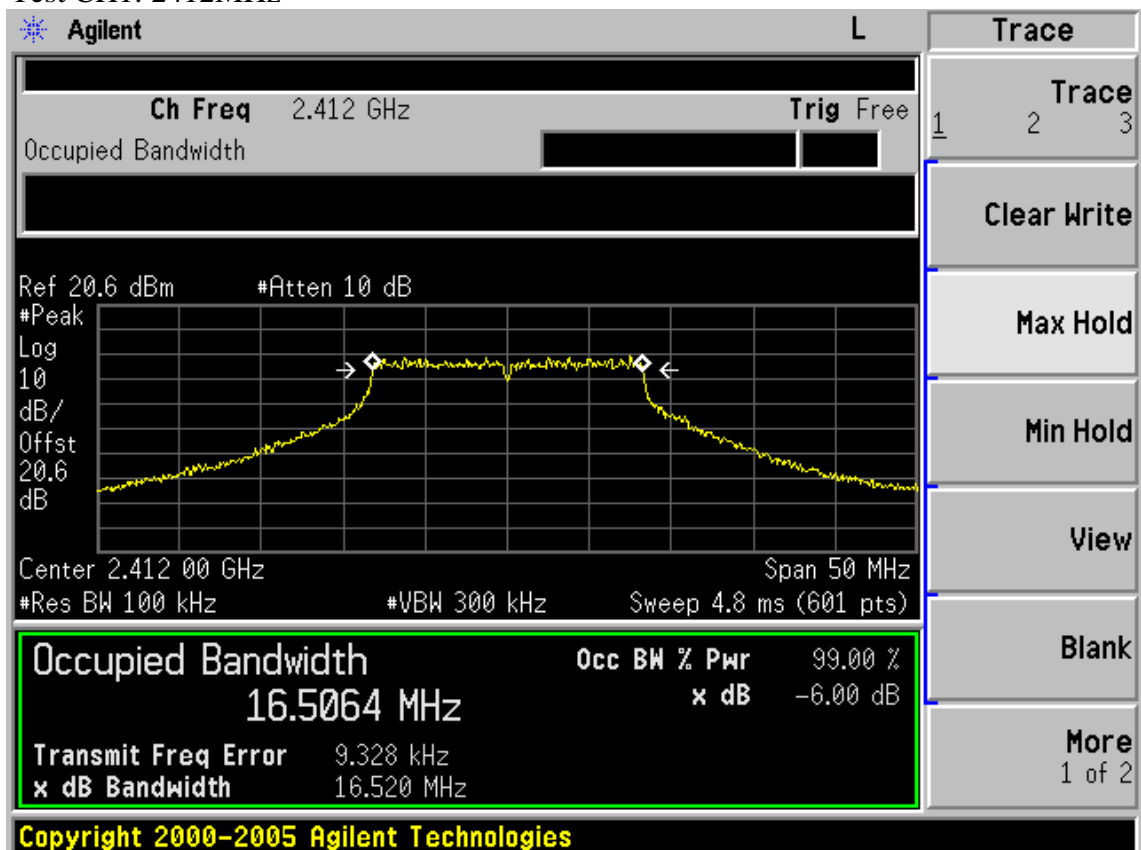 Test CH1: 2412MHz
Agilent L Trace
Ch Freq 2.412 GHz Trig Free
Occupied Bandwidth
Trace
1 2 3
Clear Write
Max Hold
Min Hold
View
Blank
More
1 of 2
Ref 20.6 dBm #Atten 10 dB
#Peak
Log
10
dB/
Offst
20.6
dB
Center 2.412 00 GHz Span 50 MHz
#Res BW 100 kHz #VBW 300 kHz Sweep 4.8 ms (601 pts)
Occupied Bandwidth Occ BW % Pwr 99.00 %
16.5064 MHz x dB -6.00 dB
Transmit Freq Error 9.328 kHz
x dB Bandwidth 16.520 MHz
Copyright 2000-2005 Agilent Technologies